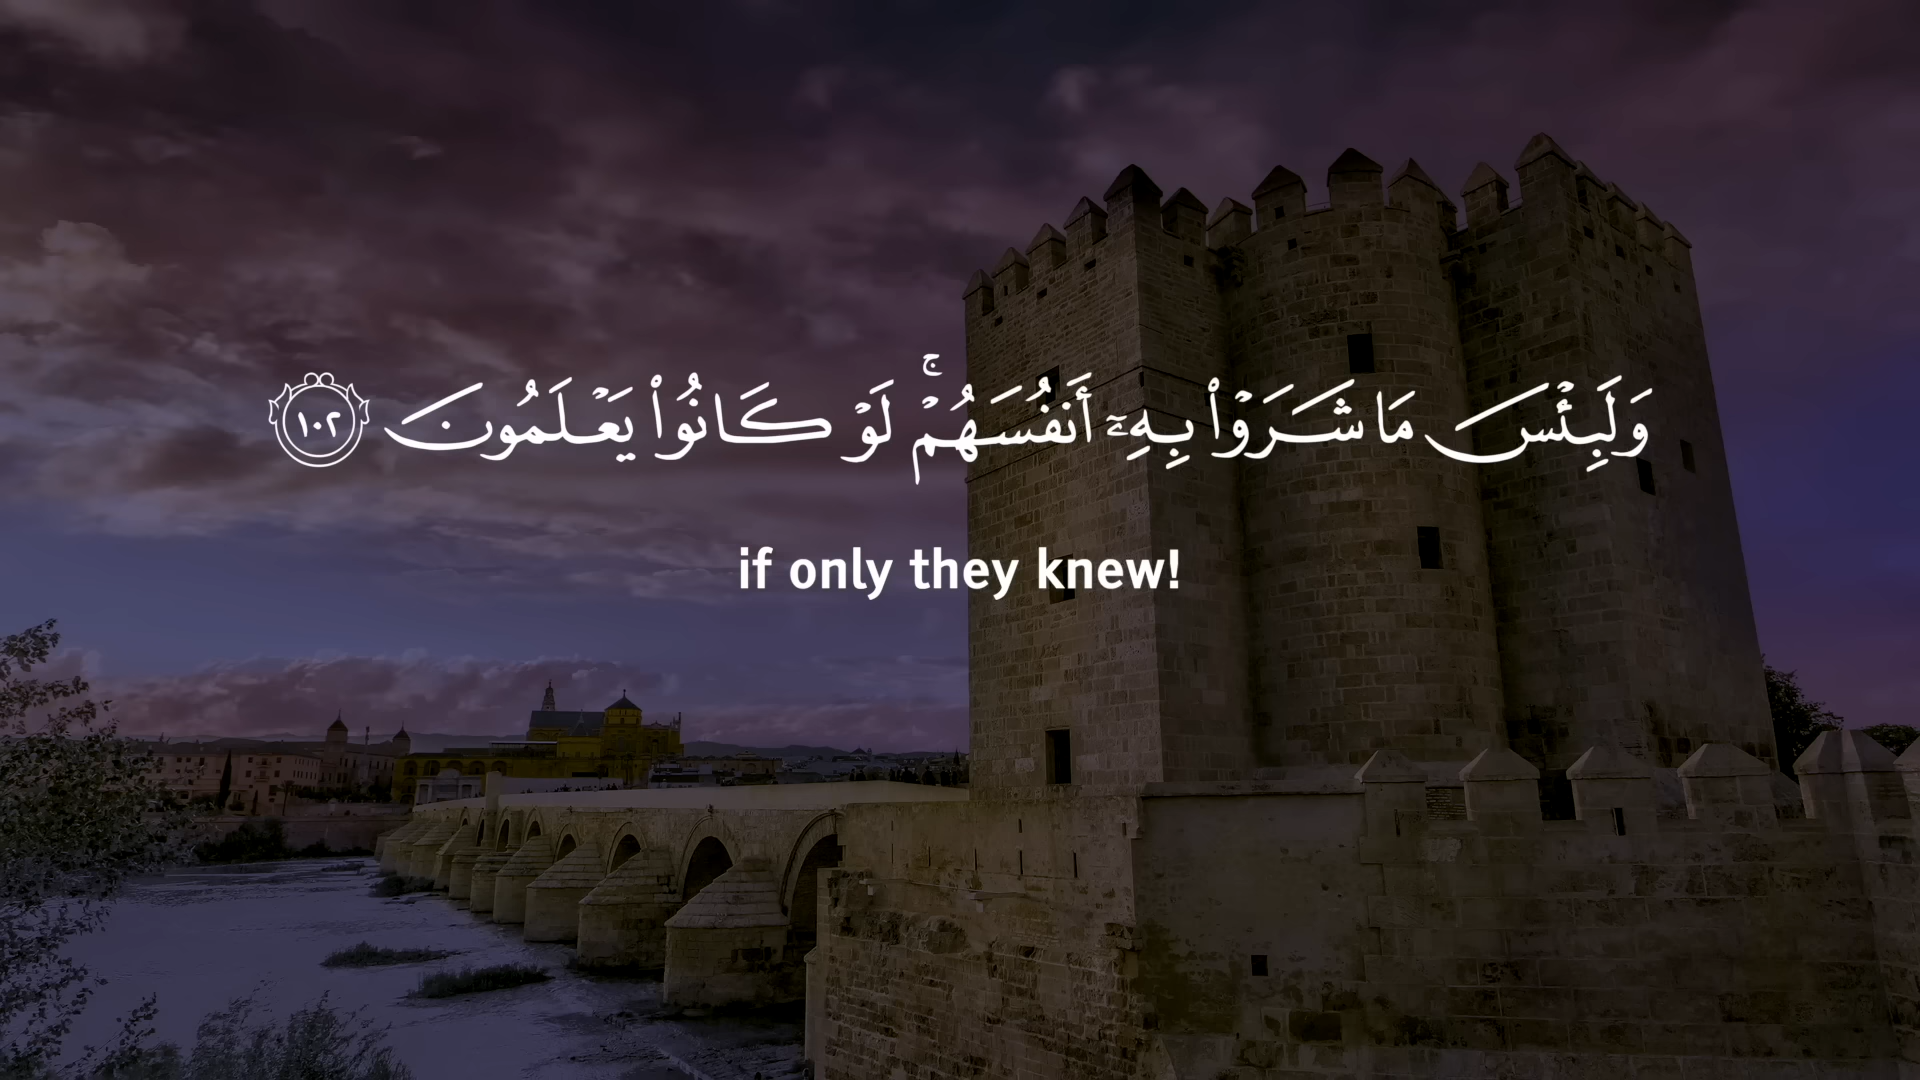 وَلَبِئْسَ مَا شَرَوْا۟ بِهِۦٓ أَنفُسَهُمْ ۚ لَوْ كَانُوا۟ يَعْلَمُونَ ١٠٢
if only they knew!